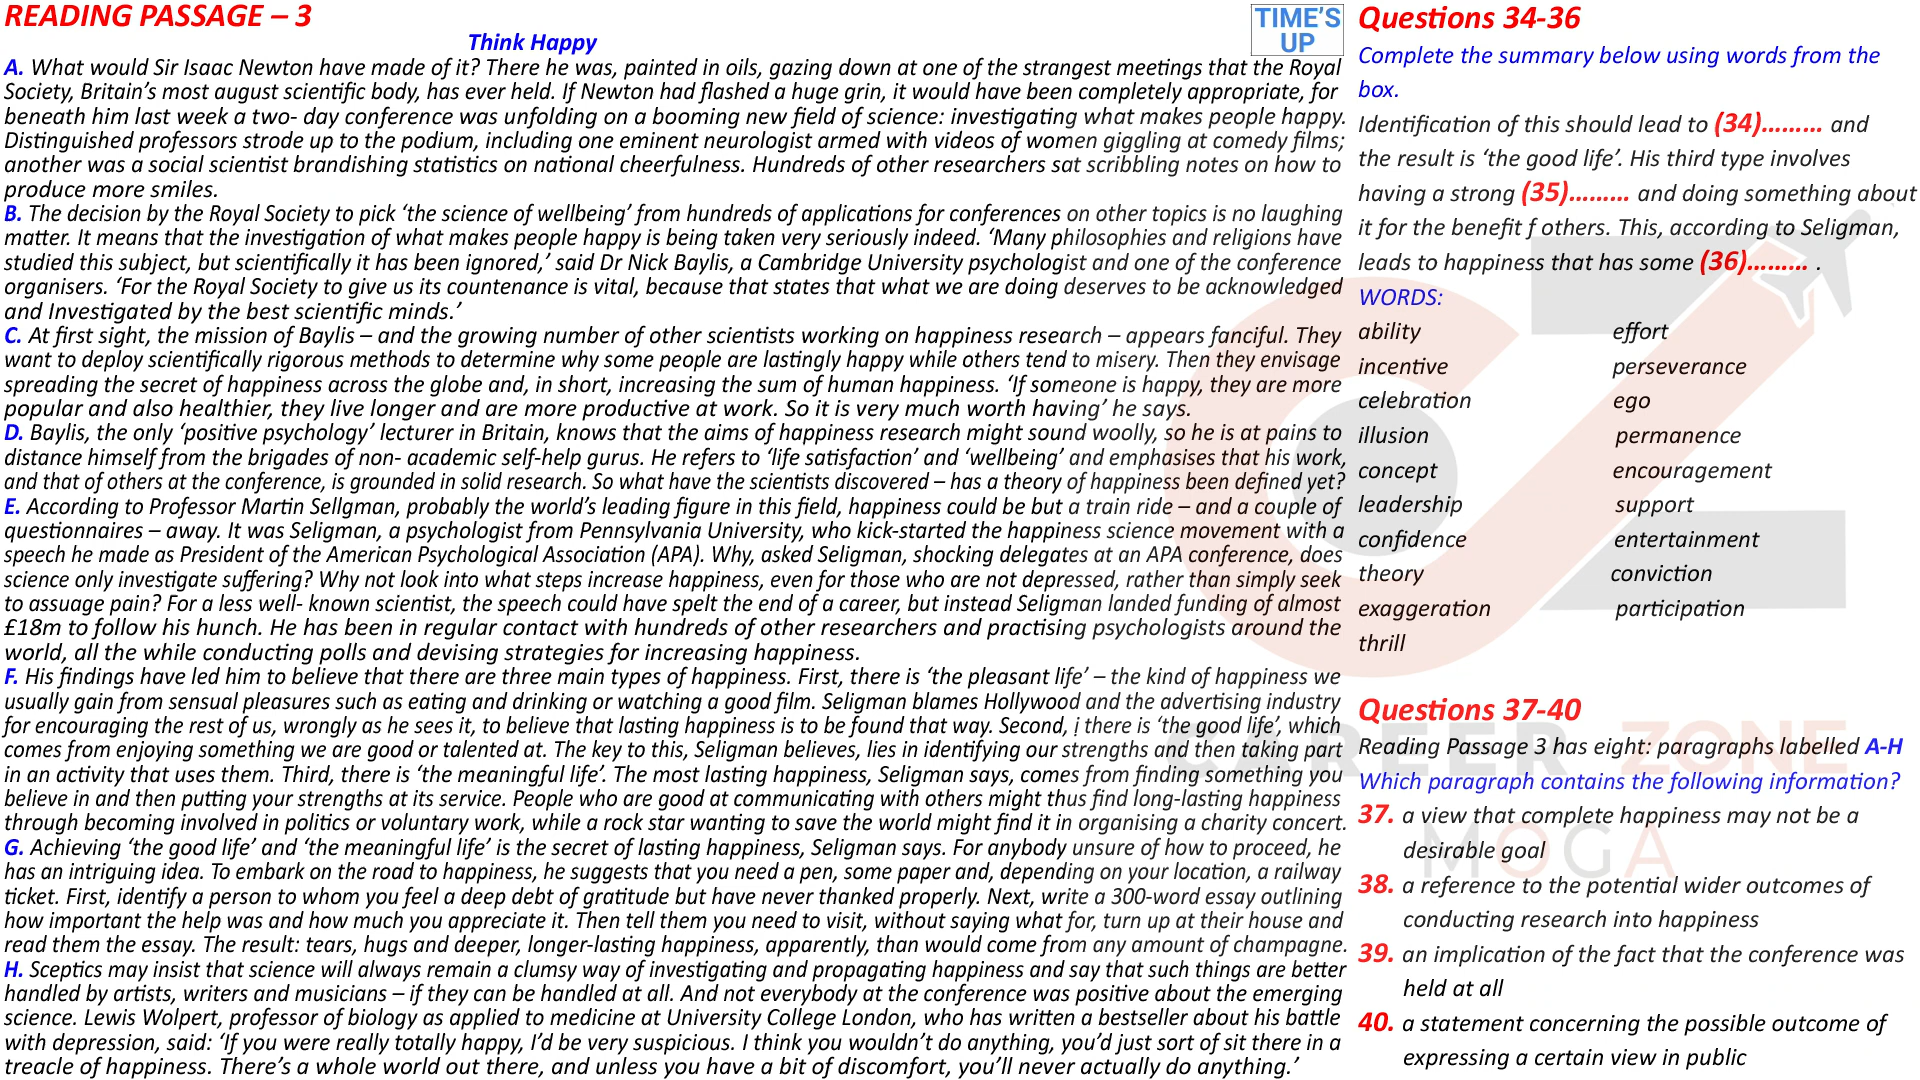 READING PASSAGE – 3
TIME'S
UP
Think Happy
A. What would Sir Isaac Newton have made of it? There he was, painted in oils, gazing down at one of the strangest meetings that the Royal
Society, Britain's most august scientific body, has ever held. If Newton had flashed a huge grin, it would have been completely appropriate, for
beneath him last week a two- day conference was unfolding on a booming new field of science: investigating what makes people happy.
Distinguished professors strode up to the podium, including one eminent neurologist armed with videos of women giggling at comedy films;
another was a social scientist brandishing statistics on national cheerfulness. Hundreds of other researchers sat scribbling notes on how to
produce more smiles.
B. The decision by the Royal Society to pick 'the science of wellbeing' from hundreds of applications for conferences on other topics is no laughing
matter. It means that the investigation of what makes people happy is being taken very seriously indeed. 'Many philosophies and religions have
studied this subject, but scientifically it has been ignored,' said Dr Nick Baylis, a Cambridge University psychologist and one of the conference
organisers. 'For the Royal Society to give us its countenance is vital, because that states that what we are doing deserves to be acknowledged
and Investigated by the best scientific minds.'
C. At first sight, the mission of Baylis – and the growing number of other scientists working on happiness research – appears fanciful. They
want to deploy scientifically rigorous methods to determine why some people are lastingly happy while others tend to misery. Then they envisage
spreading the secret of happiness across the globe and, in short, increasing the sum of human happiness. 'If someone is happy, they are more
popular and also healthier, they live longer and are more productive at work. So it is very much worth having' he says.
D. Baylis, the only 'positive psychology' lecturer in Britain, knows that the aims of happiness research might sound woolly, so he is at pains to
distance himself from the brigades of non- academic self-help gurus. He refers to 'life satisfaction' and 'wellbeing' and emphasises that his work,
and that of others at the conference, is grounded in solid research. So what have the scientists discovered – has a theory of happiness been defined yet?
E. According to Professor Martin Sellgman, probably the world's leading figure in this field, happiness could be but a train ride – and a couple of
questionnaires – away. It was Seligman, a psychologist from Pennsylvania University, who kick-started the happiness science movement with a
speech he made as President of the American Psychological Association (APA). Why, asked Seligman, shocking delegates at an APA conference, does
science only investigate suffering? Why not look into what steps increase happiness, even for those who are not depressed, rather than simply seek
to assuage pain? For a less well- known scientist, the speech could have spelt the end of a career, but instead Seligman landed funding of almost
£18m to follow his hunch. He has been in regular contact with hundreds of other researchers and practising psychologists around the
world, all the while conducting polls and devising strategies for increasing happiness.
F. His findings have led him to believe that there are three main types of happiness. First, there is 'the pleasant life' – the kind of happiness we
usually gain from sensual pleasures such as eating and drinking or watching a good film. Seligman blames Hollywood and the advertising industry
for encouraging the rest of us, wrongly as he sees it, to believe that lasting happiness is to be found that way. Second, ¡ there is 'the good life', which
comes from enjoying something we are good or talented at. The key to this, Seligman believes, lies in identifying our strengths and then taking part
in an activity that uses them. Third, there is 'the meaningful life'. The most lasting happiness, Seligman says, comes from finding something you
believe in and then putting your strengths at its service. People who are good at communicating with others might thus find long-lasting happiness
through becoming involved in politics or voluntary work, while a rock star wanting to save the world might find it in organising a charity concert.
G. Achieving 'the good life' and 'the meaningful life' is the secret of lasting happiness, Seligman says. For anybody unsure of how to proceed, he
has an intriguing idea. To embark on the road to happiness, he suggests that you need a pen, some paper and, depending on your location, a railway
ticket. First, identify a person to whom you feel a deep debt of gratitude but have never thanked properly. Next, write a 300-word essay outlining
how important the help was and how much you appreciate it. Then tell them you need to visit, without saying what for, turn up at their house and
read them the essay. The result: tears, hugs and deeper, longer-lasting happiness, apparently, than would come from any amount of champagne.
H. Sceptics may insist that science will always remain a clumsy way of investigating and propagating happiness and say that such things are better
handled by artists, writers and musicians – if they can be handled at all. And not everybody at the conference was positive about the emerging
science. Lewis Wolpert, professor of biology as applied to medicine at University College London, who has written a bestseller about his battle
with depression, said: 'If you were really totally happy, I'd be very suspicious. I think you wouldn't do anything, you'd just sort of sit there in a
treacle of happiness. There's a whole world out there, and unless you have a bit of discomfort, you'll never actually do anything.'
Questions 34-36
Complete the summary below using words from the
box.
Identification of this should lead to (34)……… and
the result is 'the good life'. His third type involves
having a strong (35)……… and doing something about
it for the benefit f others. This, according to Seligman,
leads to happiness that has some (36)……… .
WORDS:
ability effort
incentive perseverance
celebration ego
illusion permanence
concept encouragement
leadership support
confidence entertainment
theory conviction
exaggeration participation
thrill
Questions 37-40
Reading Passage 3 has eight: paragraphs labelled A-H
Which paragraph contains the following information?
37. a view that complete happiness may not be a
desirable goal
38. a reference to the potential wider outcomes of
conducting research into happiness
39. an implication of the fact that the conference was
held at all
40. a statement concerning the possible outcome of
expressing a certain view in public
CAREER ZONE
MOGA